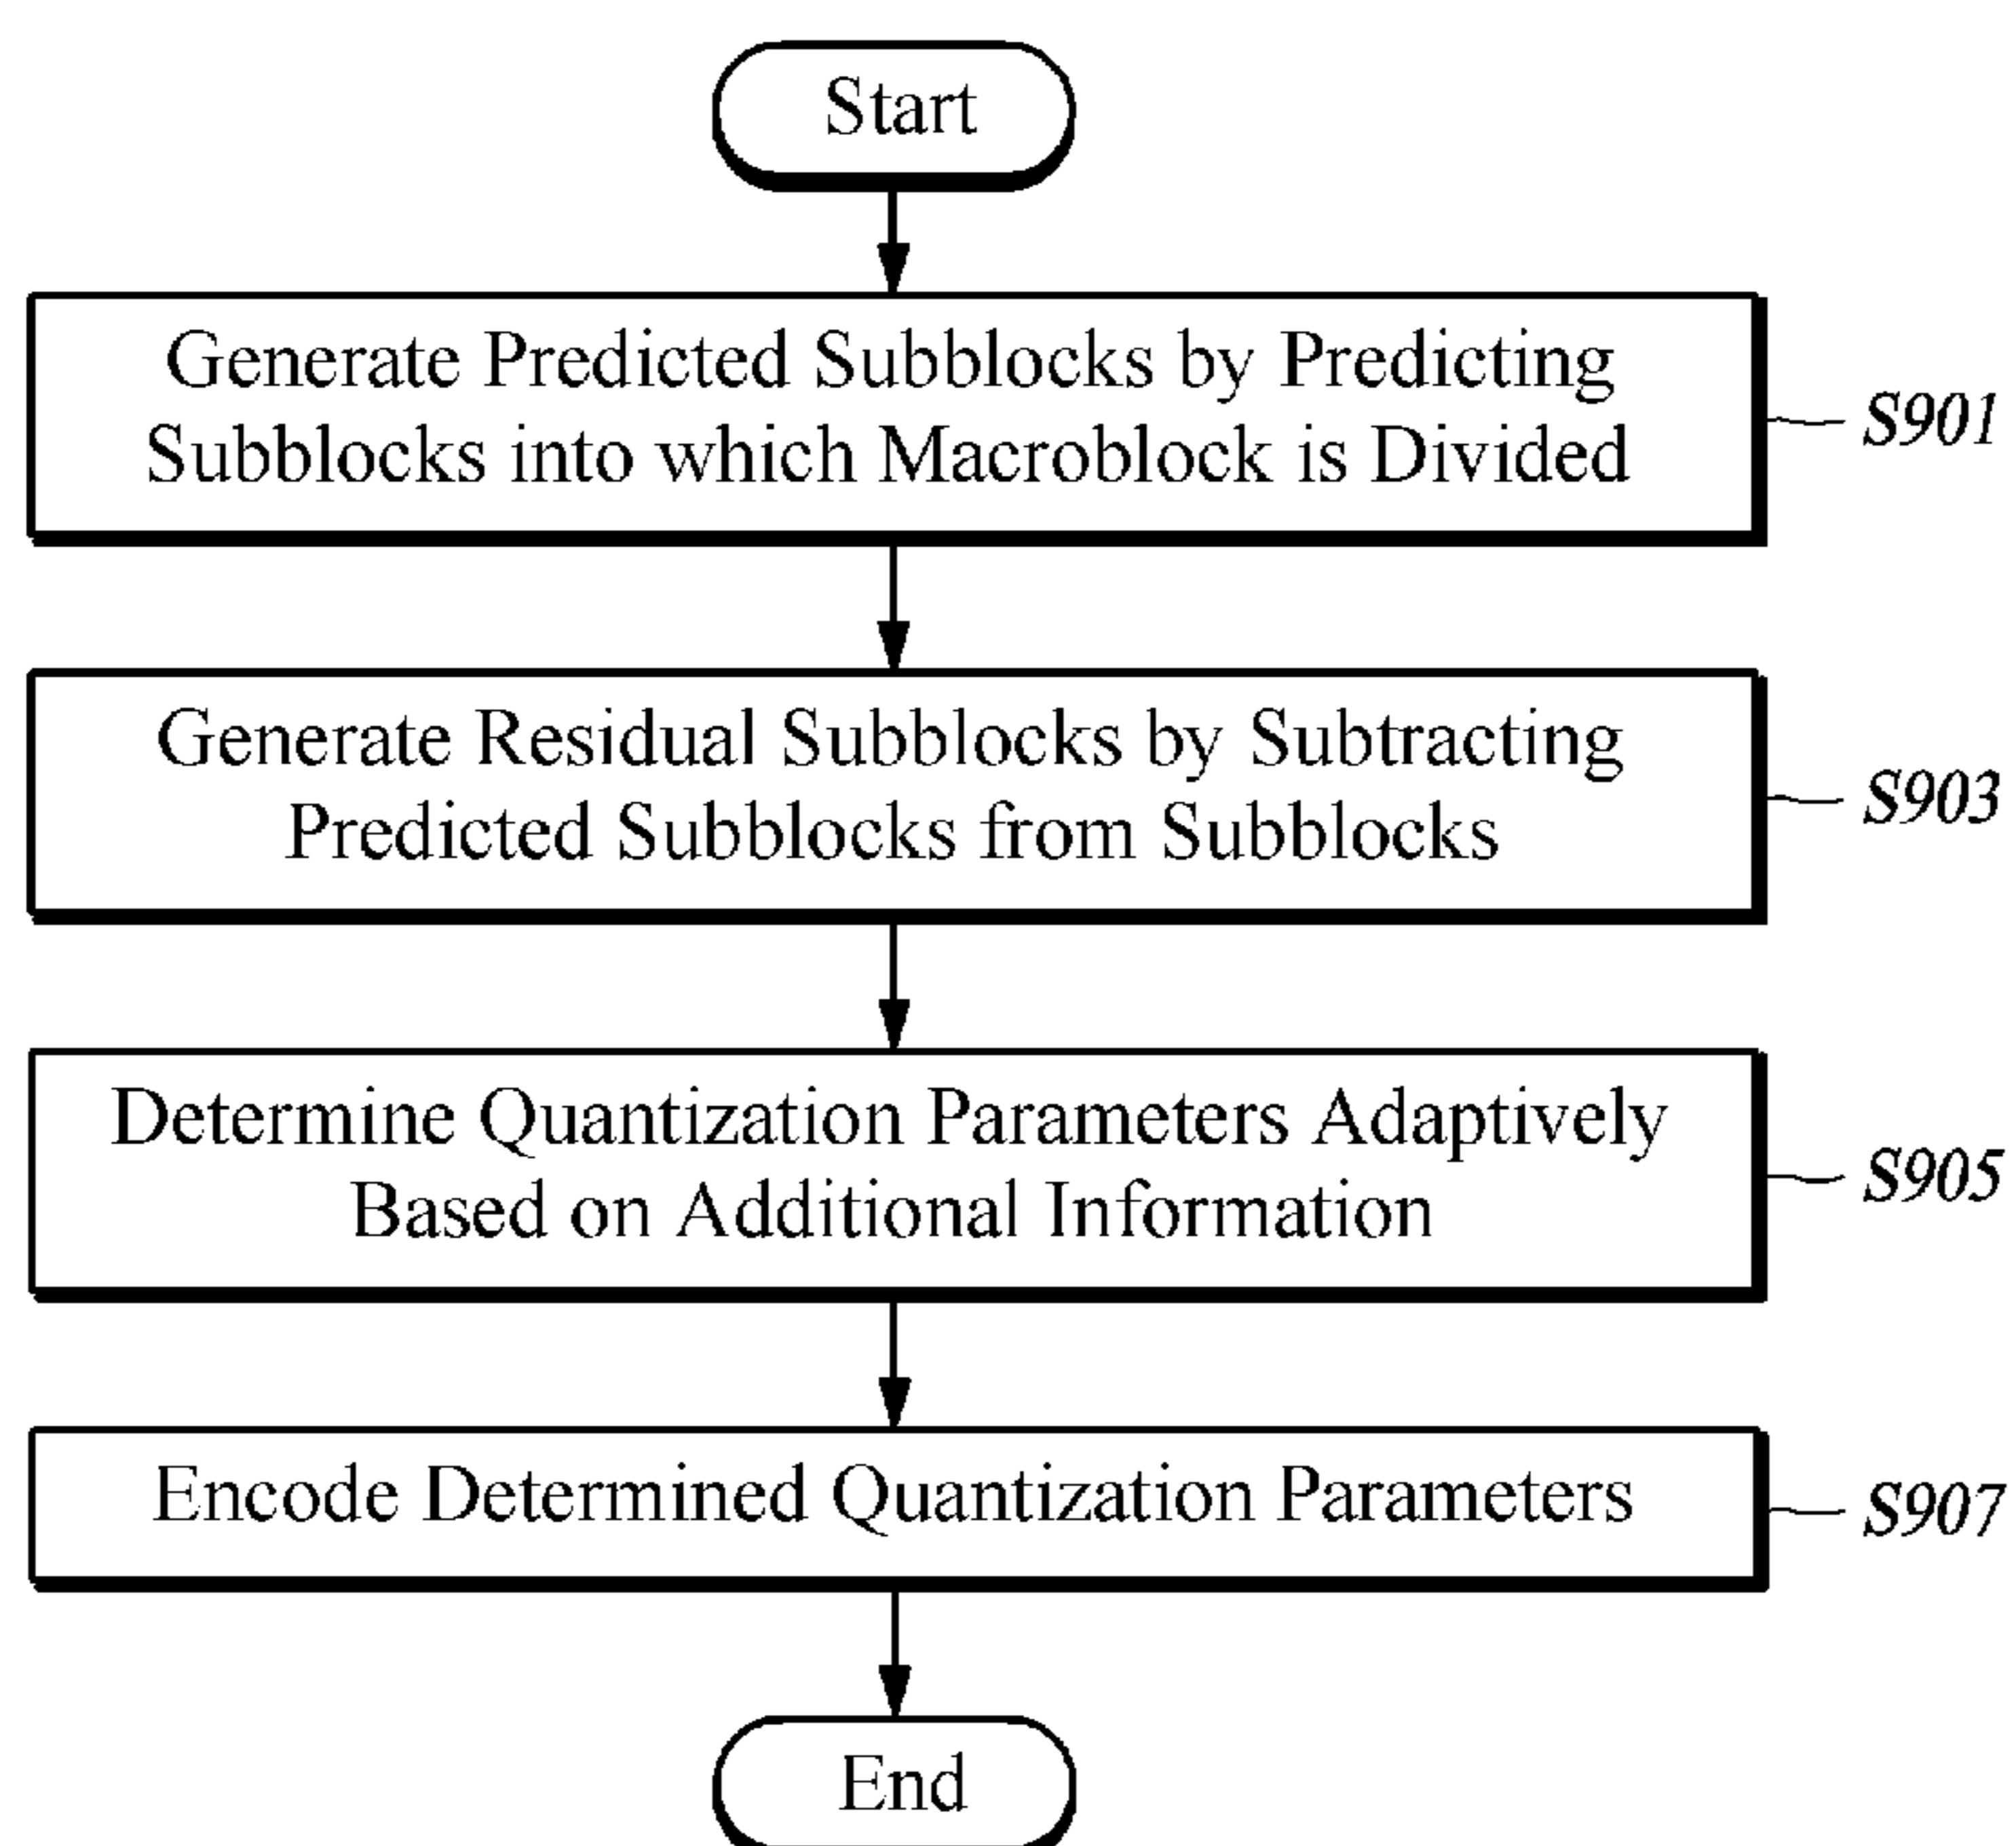 Start
Generate Predicted Subblocks by Predicting
Subblocks into which Macroblock is Divided
S901
Generate Residual Subblocks by Subtracting
Predicted Subblocks from Subblocks
S903
Determine Quantization Parameters Adaptively
Based on Additional Information
S905
Encode Determined Quantization Parameters
S907
End